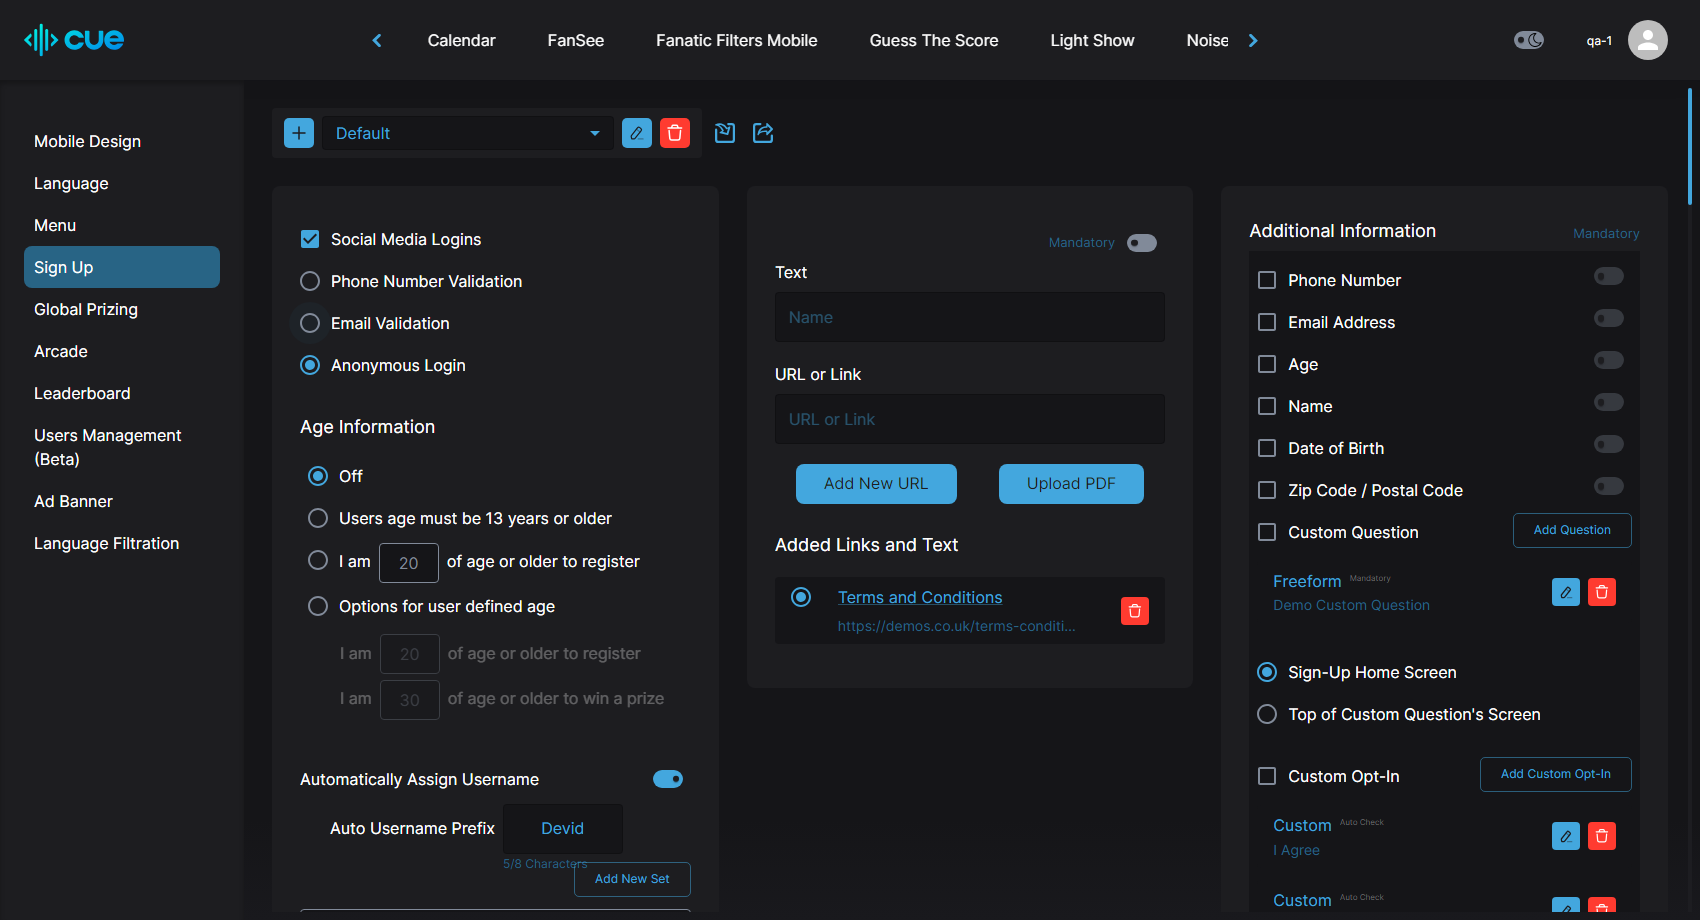 cue
Calendar
FanSee
Fanatic Filters Mobile
Guess The Score
Light Show
Noise
qa-1
Mobile Design
Language
Menu
Sign Up
Global Prizing
Arcade
Leaderboard
Users Management
(Beta)
Ad Banner
Language Filtration
Default
Social Media Logins
Phone Number Validation
Email Validation
Anonymous Login
Age Information
Off
Users age must be 13 years or older
I am 20 of age or older to register
Options for user defined age
I am 20 of age or older to register
I am 30 of age or older to win a prize
Automatically Assign Username
Auto Username Prefix Devid
5/8 Characters
Add New Set
Mandatory
Text
Name
URL or Link
URL or Link
Add New URL
Upload PDF
Added Links and Text
Terms and Conditions
https://demos.co.uk/terms-conditi...
Additional Information Mandatory
Phone Number
Email Address
Age
Name
Date of Birth
Zip Code / Postal Code
Custom Question Add Question
Freeform Mandatory
Demo Custom Question
Sign-Up Home Screen
Top of Custom Question's Screen
Custom Opt-In Add Custom Opt-In
Custom Auto Check
I Agree
Custom Auto Check